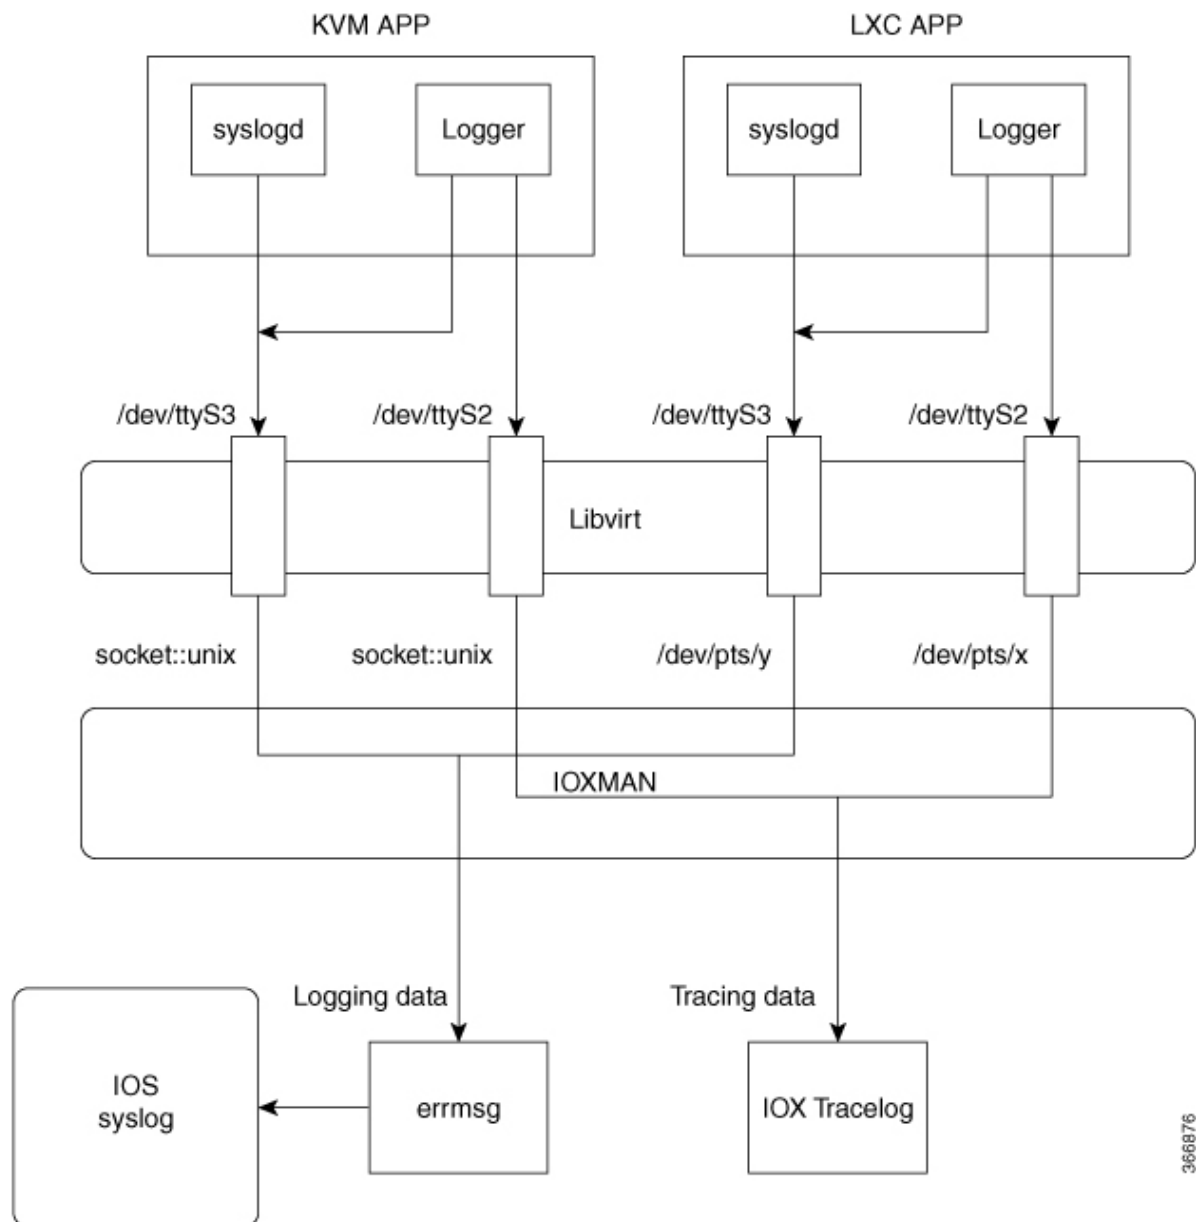 KVM APP
LXC APP
syslogd
Logger
syslogd
Logger
/dev/ttyS3
/dev/ttyS2
/dev/ttyS3
/dev/ttyS2
Libvirt
socket::unix
socket::unix
/dev/pts/y
/dev/pts/x
IOXMAN
Logging data
Tracing data
IOS
syslog
errmsg
IOX Tracelog
366876